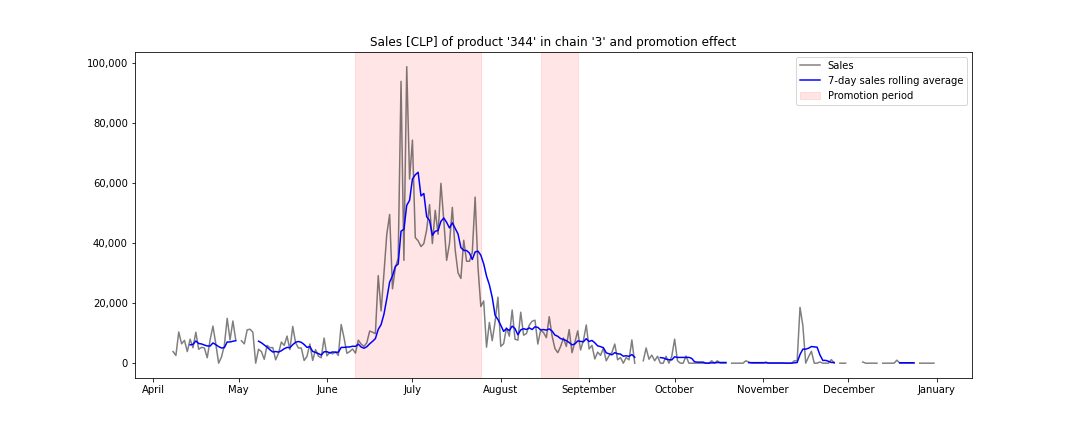 Sales [CLP] of product '344' in chain '3' and promotion effect
100,000
80,000
60,000
40,000
20,000
0
Sales
7-day sales rolling average
Promotion period
April May June July August September October November December January